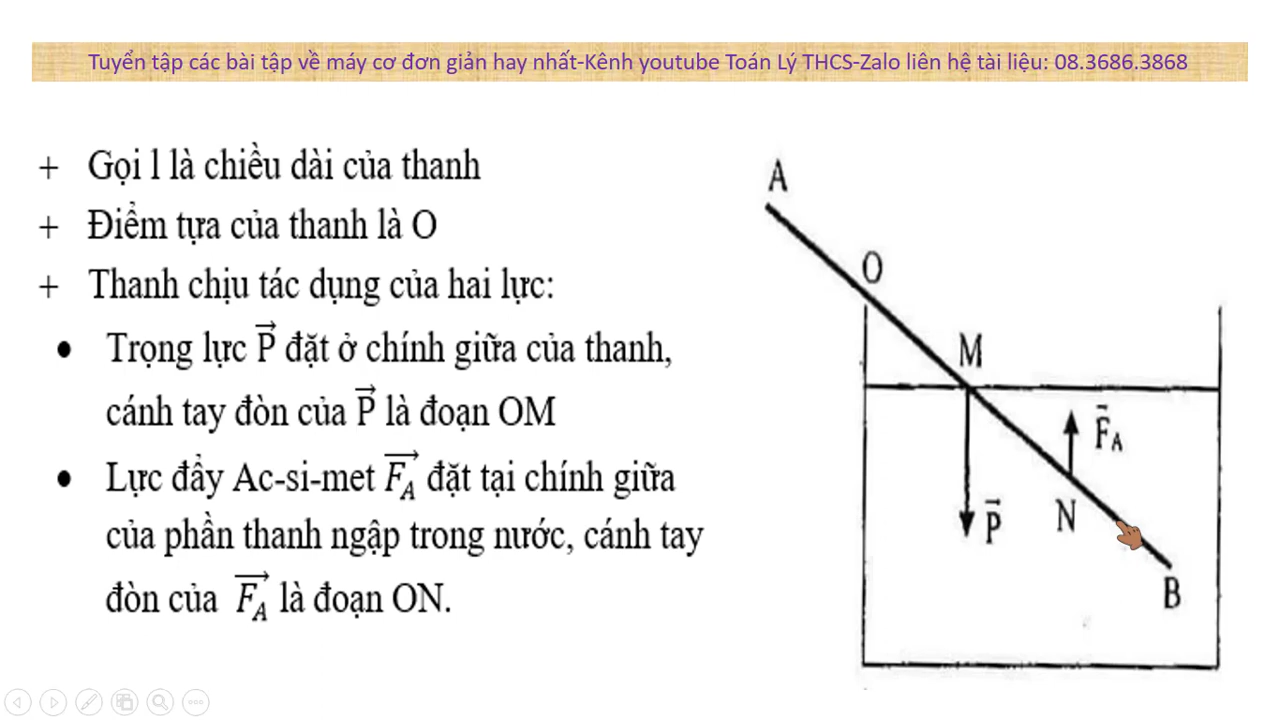 Tuyển tập các bài tập về máy cơ đơn giản hay nhất-Kênh youtube Toán Lý THCS-Zalo liên hệ tài liệu: 08.3686.3868
+ Gọi l là chiều dài của thanh
+ Điểm tựa của thanh là O
+ Thanh chịu tác dụng của hai lực:
• Trọng lực P⃗ đặt ở chính giữa của thanh,
cánh tay đòn của P⃗ là đoạn OM
• Lực đẩy Ac-si-met F⃗_A đặt tại chính giữa
của phần thanh ngập trong nước, cánh tay
đòn của F⃗_A là đoạn ON.
A
O
M
F⃗_A
P⃗
N
B